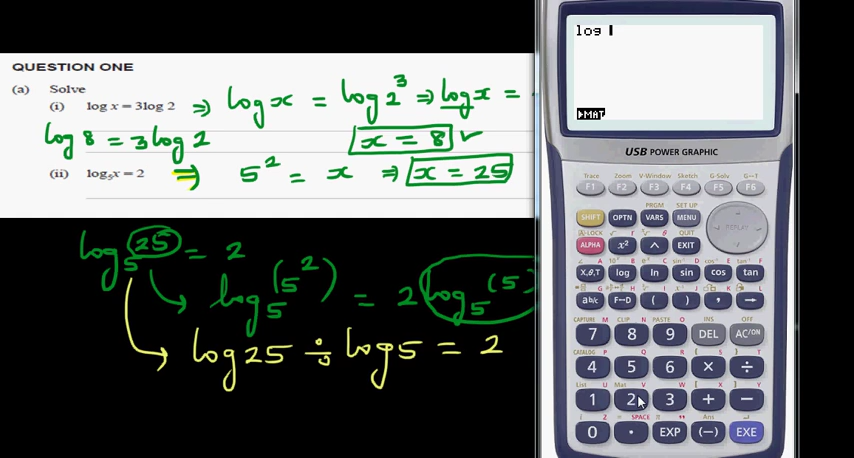 QUESTION ONE
(a) Solve
(i) log x = 3log 2 ⇒ log x = log 2³ ⇒ log x =
log 8 = 3 log 2 x = 8 ✓
(ii) log₅x = 2 ⇒ 5² = x ⇒ x = 25
log₅ 25 = 2
↳ log₅ (5²) = 2 log₅ (5)
↳ log 25 ÷ log 5 = 2
log
▶MAT
USB POWER GRAPHIC
Trace Zoom V-Window Sketch G-Solv G↔T
F1 F2 F3 F4 F5 F6
PRGM SET UP
SHIFT OPTN VARS MENU
A-LOCK QUIT
ALPHA x² ^ EXIT REPLAY
X,θ,T log ln sin cos tan
ab/c F↔D ( ) , →
CAPTURE CLIP PASTE INS OFF
7 8 9 DEL AC/ON
CATALOG
4 5 6 × ÷
List Mat
1 2 3 + −
SPACE Ans
0 . EXP (−) EXE